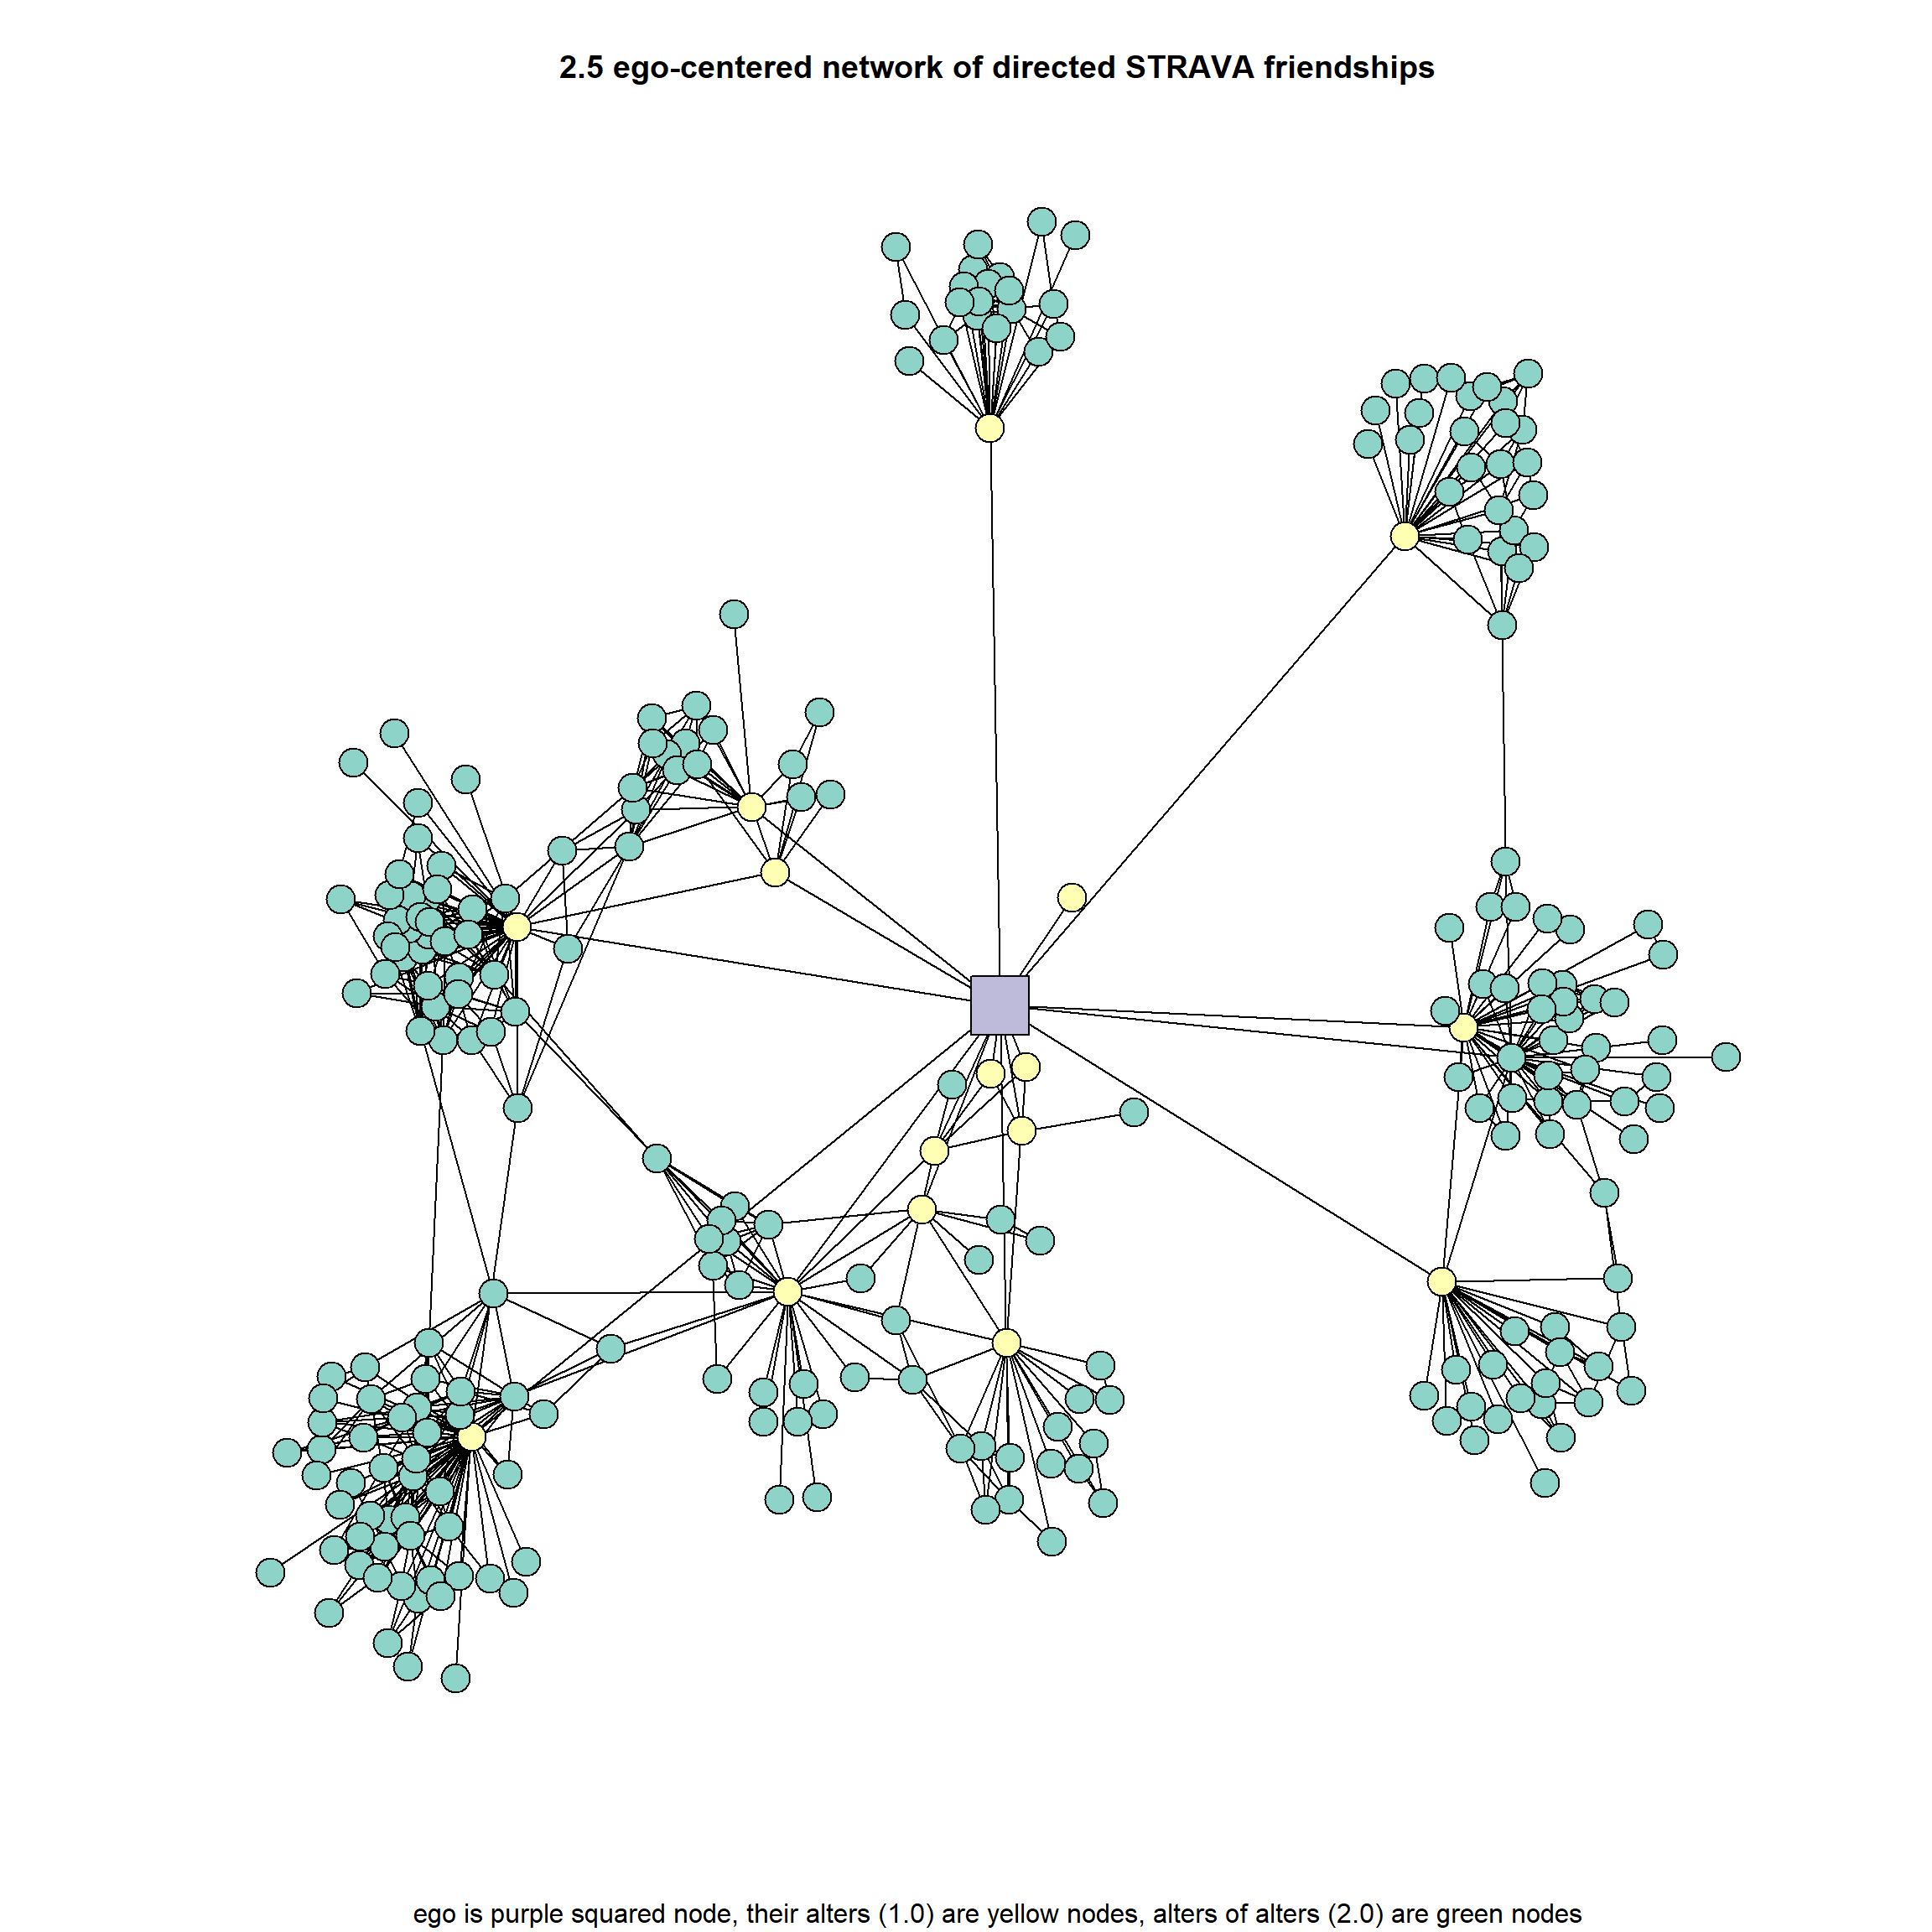 2.5 ego-centered network of directed STRAVA friendships
ego is purple squared node, their alters (1.0) are yellow nodes, alters of alters (2.0) are green nodes